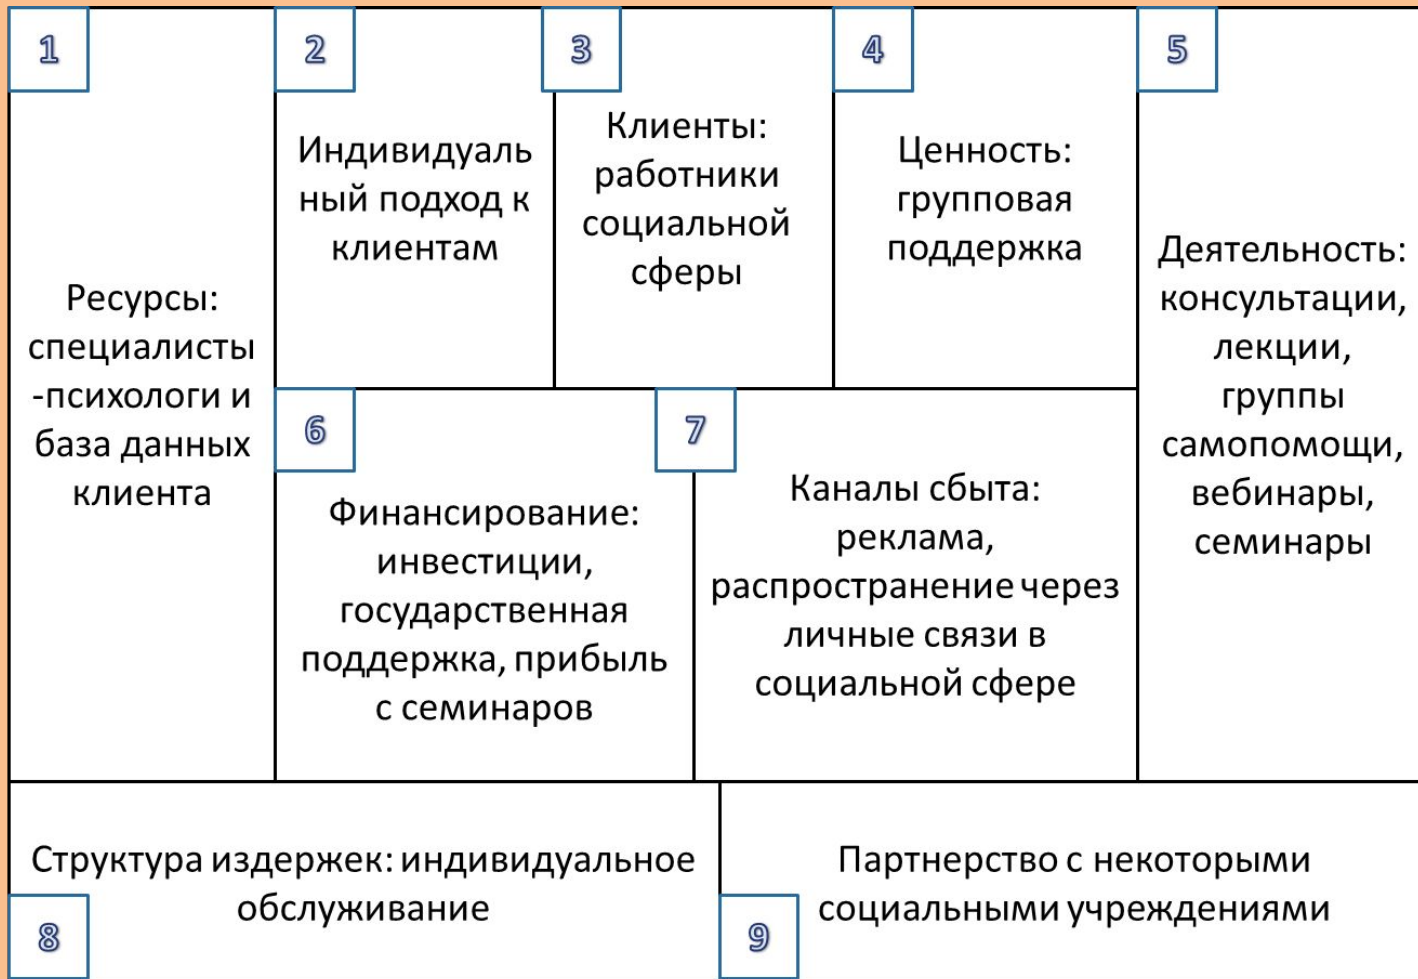 1
Ресурсы:
специалисты
-психологи и
база данных
клиента
2
Индивидуаль
ный подход к
клиентам
3
Клиенты:
работники
социальной
сферы
4
Ценность:
групповая
поддержка
5
Деятельность:
консультации,
лекции,
группы
самопомощи,
вебинары,
семинары
6
Финансирование:
инвестиции,
государственная
поддержка, прибыль
с семинаров
7
Каналы сбыта:
реклама,
распространение через
личные связи в
социальной сфере
8
Структура издержек: индивидуальное
обслуживание
9
Партнерство с некоторыми
социальными учреждениями